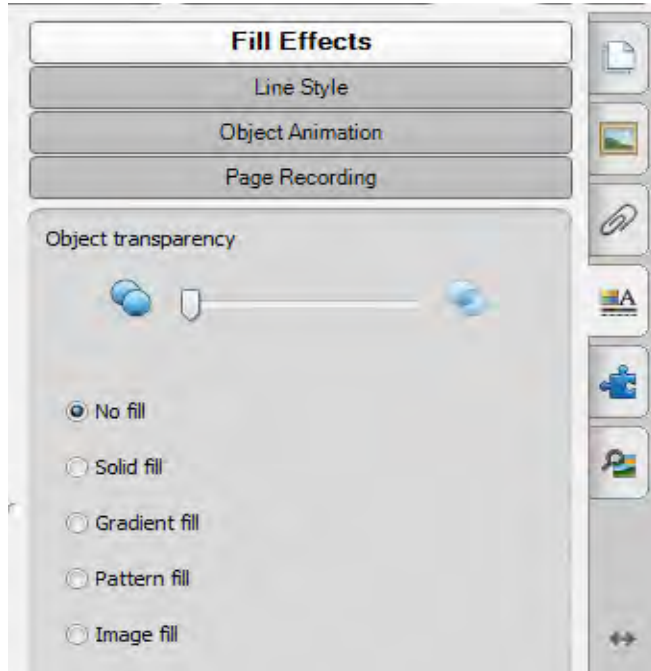 Fill Effects
Line Style
Object Animation
Page Recording
Object transparency
A
No fill
Solid fill
Gradient fill
Pattern fill
Image fill